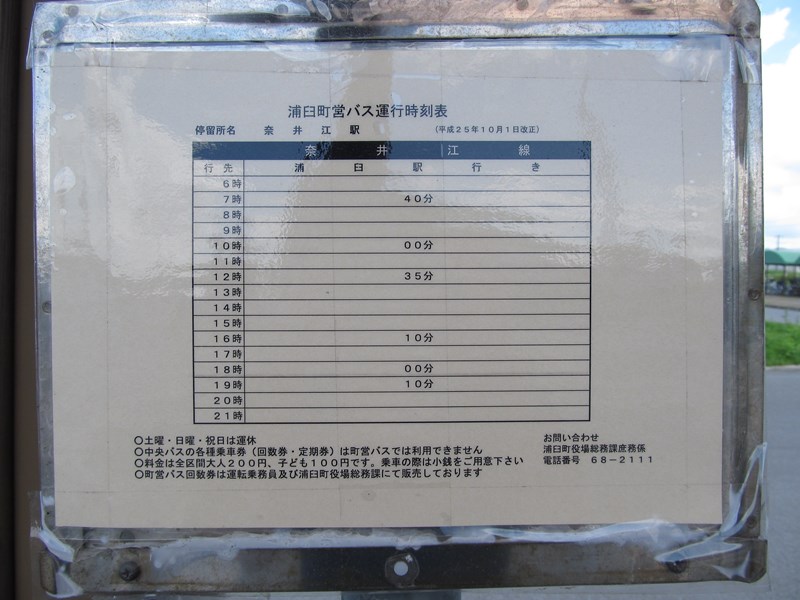 浦臼町営バス運行時刻表
停留所名 奈井江駅 (平成25年10月1日改正)
奈井江線
行先 浦臼駅行き
6時
7時 40分
8時
9時
10時 00分
11時
12時 35分
13時
14時
15時
16時 10分
17時
18時 00分
19時 10分
20時
21時
○土曜・日曜・祝日は運休
○中央バスの各種乗車券(回数券・定期券)は町営バスでは利用できません
○料金は全区間大人200円、子ども100円です。乗車の際は小銭をご用意下さい
○町営バス回数券は運転乗務員及び浦臼町役場総務課にて販売しております
お問い合わせ
浦臼町役場総務課庶務係
電話番号 68-2111